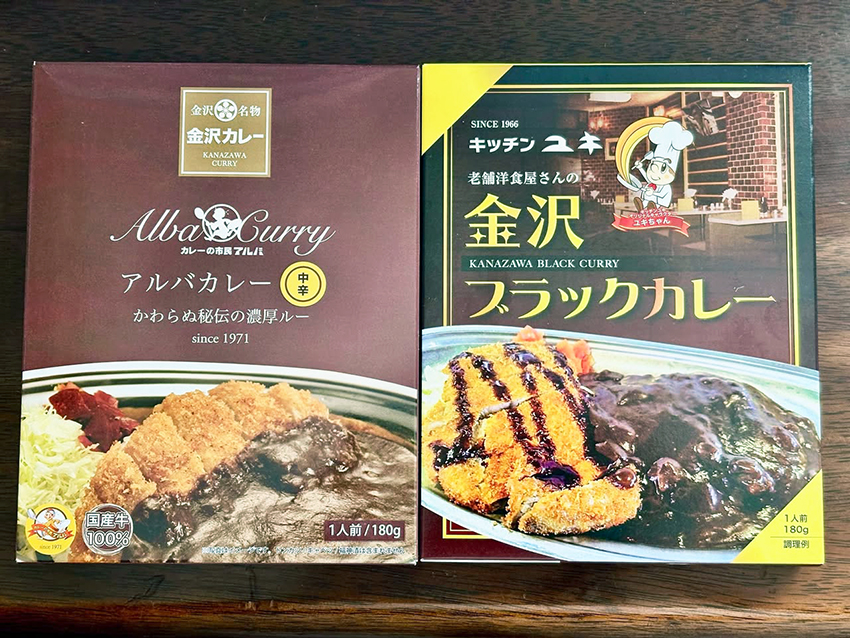 金沢 名物
金沢カレー
KANAZAWA
CURRY
Alba Curry
カレーの市民アルバ
アルバカレー 中辛
かわらぬ秘伝の濃厚ルー
since 1971
since 1971
国産牛
100%
1人前/180g
SINCE 1966
キッチン ユキ
老舗洋食屋さんの
金沢
KANAZAWA BLACK CURRY
ブラックカレー
ユキちゃん
1人前
180g
調理例